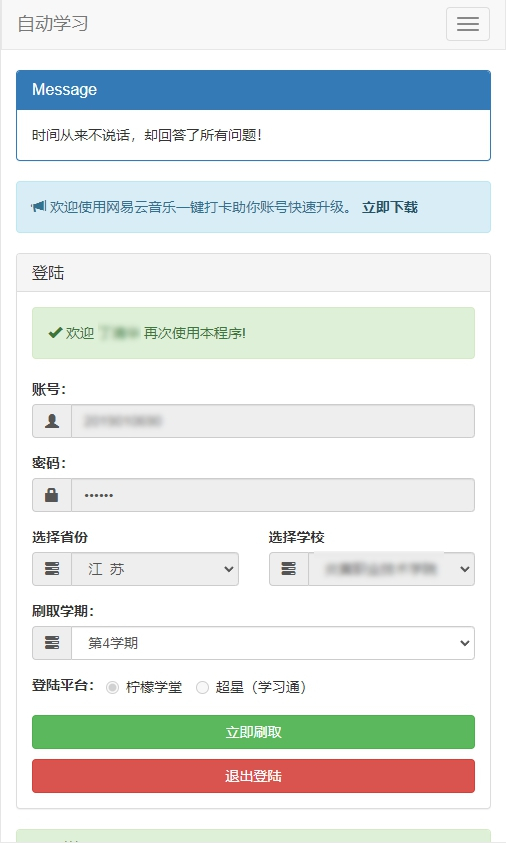 自动学习
Message
时间从来不说话，却回答了所有问题！
欢迎使用网易云音乐一键打卡助你账号快速升级。 立即下载
登陆
欢迎 再次使用本程序!
账号：
密码：
••••••
选择省份 选择学校
江 苏
刷取学期：
第4学期
登陆平台： 柠檬学堂 超星（学习通）
立即刷取
退出登陆